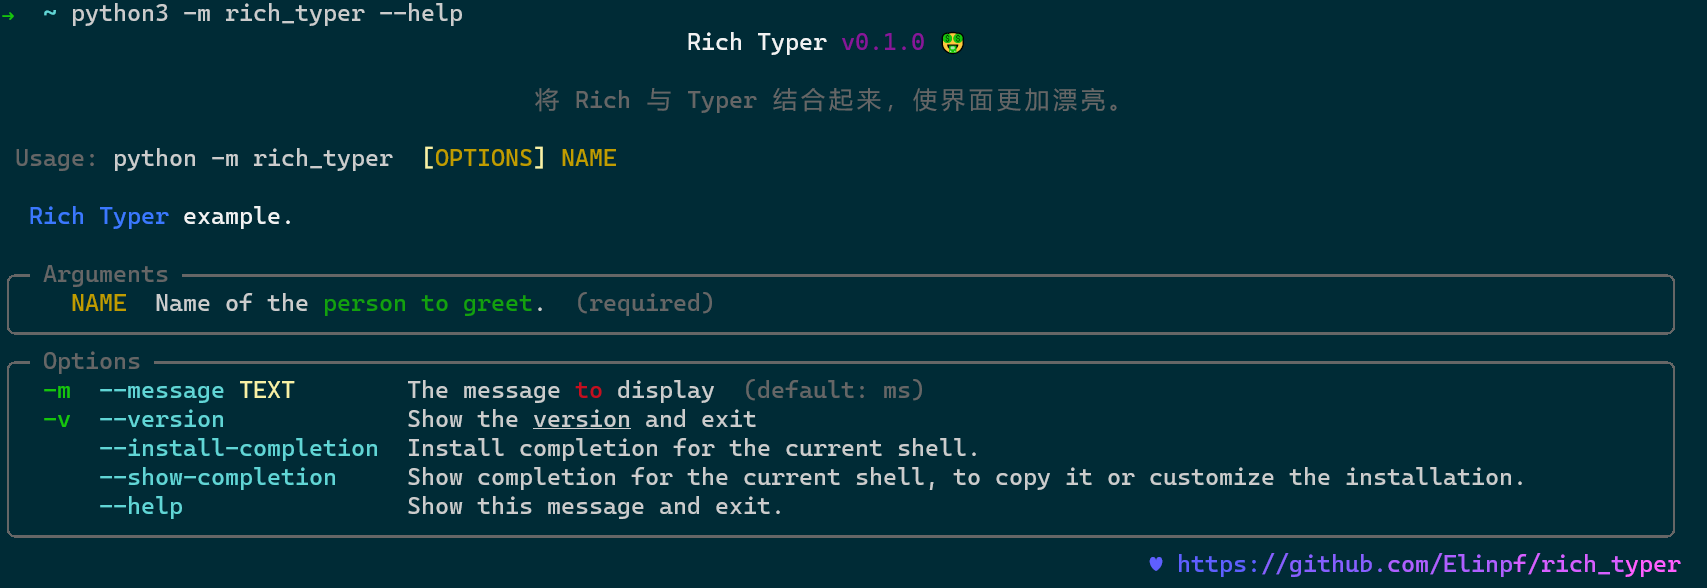 → ~ python3 -m rich_typer --help
Rich Typer v0.1.0 🤑
将 Rich 与 Typer 结合起来，使界面更加漂亮。
Usage: python -m rich_typer [OPTIONS] NAME
Rich Typer example.
Arguments
NAME Name of the person to greet. (required)
Options
-m --message TEXT The message to display (default: ms)
-v --version Show the version and exit
--install-completion Install completion for the current shell.
--show-completion Show completion for the current shell, to copy it or customize the installation.
--help Show this message and exit.
♥ https://github.com/Elinpf/rich_typer